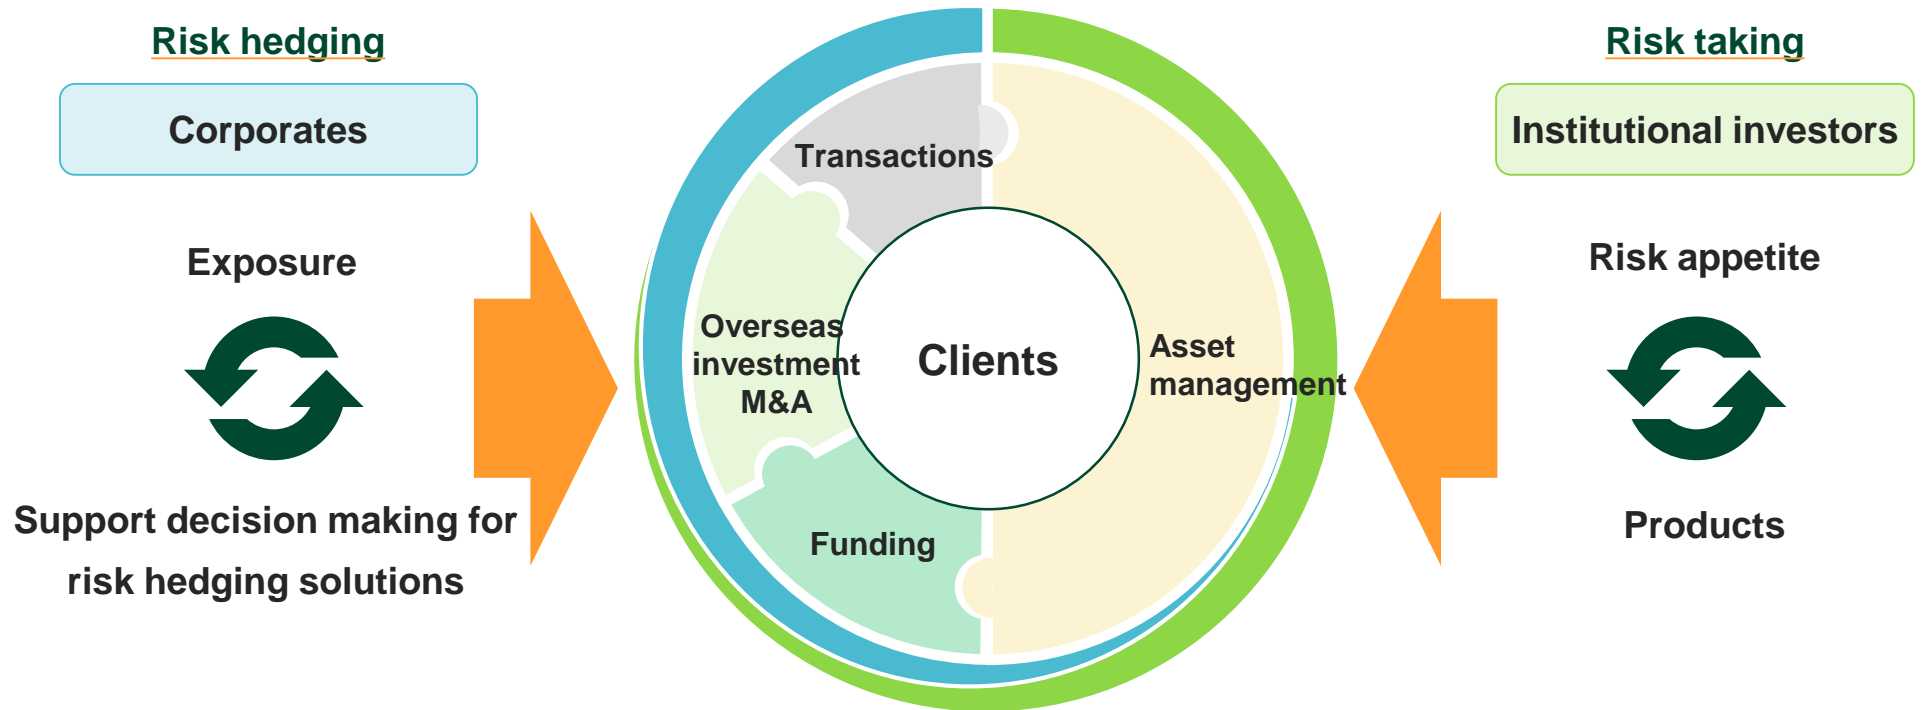 Risk hedging
Corporates
Exposure
Support decision making for
risk hedging solutions
Transactions
Overseas
investment
M&A
Funding
Clients
Asset
management
Risk taking
Institutional investors
Risk appetite
Products